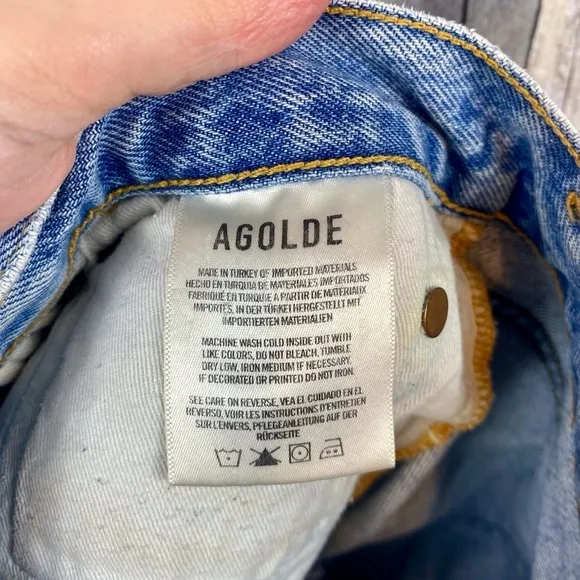 AGOLDE
MADE IN TURKEY OF IMPORTED MATERIALS
HECHO EN TURQUIA DE MATERIALES IMPORTADOS
FABRIQUÉ EN TURQUIE A PARTIR DE MATERIAUX
IMPORTES, IN DER TÜRKEI HERGESTELLT MIT
IMPORTIERTEN MATERIALIEN
MACHINE WASH COLD INSIDE OUT WITH
LIKE COLORS, DO NOT BLEACH, TUMBLE
DRY LOW, IRON MEDIUM IF NECESSARY.
IF DECORATED OR PRINTED DO NOT IRON.
SEE CARE ON REVERSE, VEA EL CUIDADO EN EL
REVERSO, VOIR LES INSTRUCTIONS D'ENTRETIEN
SUR L'ENVERS, PFLEGEANLEITUNG AUF DER
RÜCKSEITE